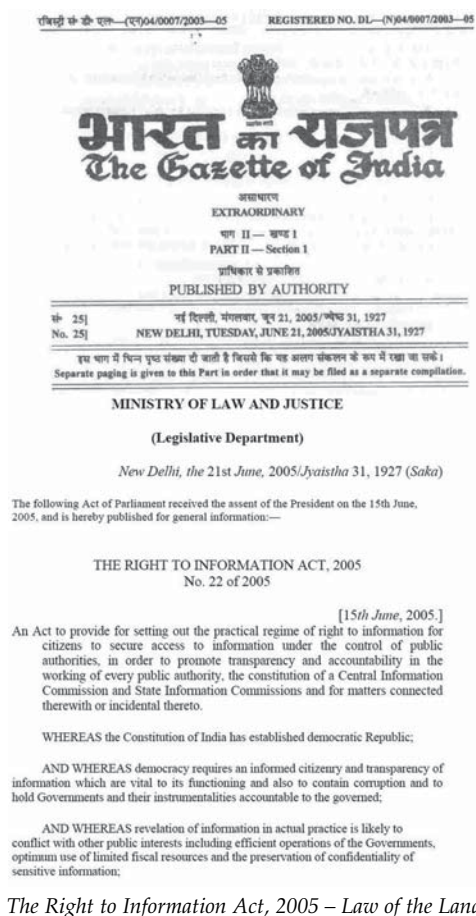 रजिस्ट्री सं॰ डी॰ एल॰—(एन)04/0007/2003—05
REGISTERED NO. DL—(N)04/0007/2003—05
भारत का राजपत्र
The Gazette of India
असाधारण
EXTRAORDINARY
भाग II — खण्ड 1
PART II — Section 1
प्राधिकार से प्रकाशित
PUBLISHED BY AUTHORITY
सं॰ 25] नई दिल्ली, मंगलवार, जून 21, 2005/ज्येष्ठ 31, 1927
No. 25] NEW DELHI, TUESDAY, JUNE 21, 2005/JYAISTHA 31, 1927
इस भाग में भिन्न पृष्ठ संख्या दी जाती है जिससे कि यह अलग संकलन के रूप में रखा जा सके।
Separate paging is given to this Part in order that it may be filed as a separate compilation.
MINISTRY OF LAW AND JUSTICE
(Legislative Department)
New Delhi, the 21st June, 2005/Jyaistha 31, 1927 (Saka)
The following Act of Parliament received the assent of the President on the 15th June,
2005, and is hereby published for general information:—
THE RIGHT TO INFORMATION ACT, 2005
No. 22 of 2005
[15th June, 2005.]
An Act to provide for setting out the practical regime of right to information for
citizens to secure access to information under the control of public
authorities, in order to promote transparency and accountability in the
working of every public authority, the constitution of a Central Information
Commission and State Information Commissions and for matters connected
therewith or incidental thereto.
WHEREAS the Constitution of India has established democratic Republic;
AND WHEREAS democracy requires an informed citizenry and transparency of
information which are vital to its functioning and also to contain corruption and to
hold Governments and their instrumentalities accountable to the governed;
AND WHEREAS revelation of information in actual practice is likely to
conflict with other public interests including efficient operations of the Governments,
optimum use of limited fiscal resources and the preservation of confidentiality of
sensitive information;
The Right to Information Act, 2005 – Law of the Land